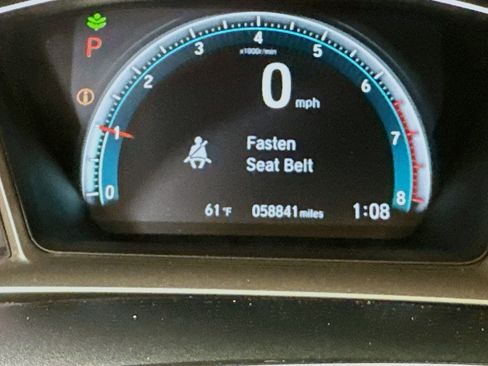 P
4
x1000r/min
3
5
2
6
0 mph
1
7
Fasten
Seat Belt
0
8
61°F 058841 miles 1:08